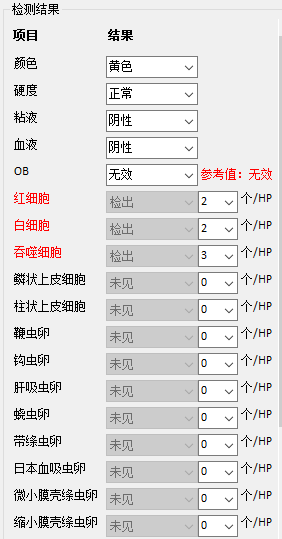 检测结果
项目 结果
颜色 黄色
硬度 正常
粘液 阴性
血液 阴性
OB 无效 参考值：无效
红细胞 检出 2 个/HP
白细胞 检出 2 个/HP
吞噬细胞 检出 3 个/HP
鳞状上皮细胞 未见 0 个/HP
柱状上皮细胞 未见 0 个/HP
鞭虫卵 未见 0 个/HP
钩虫卵 未见 0 个/HP
肝吸虫卵 未见 0 个/HP
蛲虫卵 未见 0 个/HP
带绦虫卵 未见 0 个/HP
日本血吸虫卵 未见 0 个/HP
微小膜壳绦虫卵 未见 0 个/HP
缩小膜壳绦虫卵 未见 0 个/HP